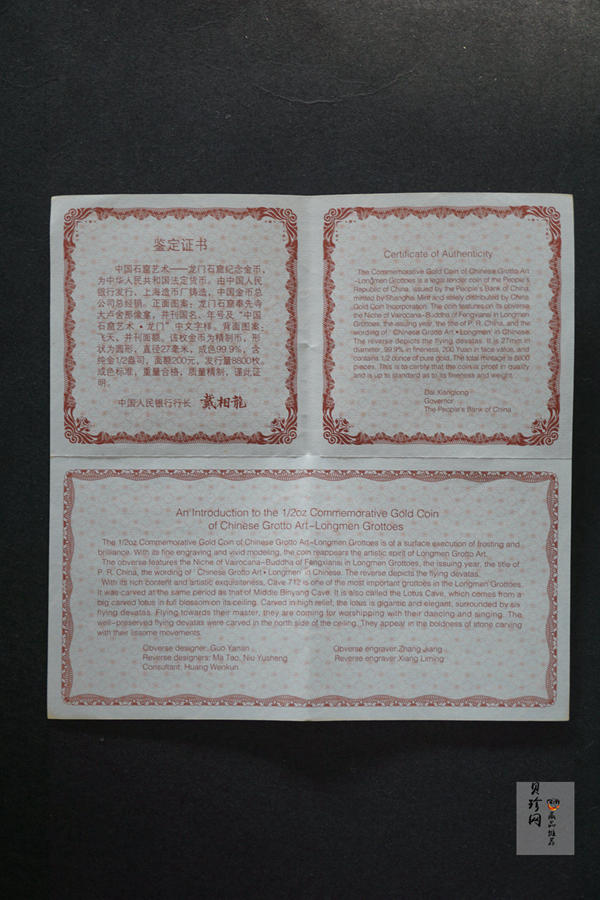 鉴定证书
中国石窟艺术——龙门石窟纪念金币，
为中华人民共和国法定货币。由中国人民
银行发行、上海造币厂铸造，中国金币总
公司总经销。正面图案：龙门石窟奉先寺
大卢舍那像龛，并刊国名、年号及“中国
石窟艺术·龙门”中文字样。背面图案：
飞天，并刊面额。该枚金币为精制币，形
状为圆形，直径27毫米，成色99.9%，含
纯金1/2盎司，面额200元，发行量8800枚。
成色标准，重量合格，质量精制，谨此证
明。
中国人民银行行长 戴相龍
Certificate of Authenticity
The Commemorative Gold Coin of Chinese Grotto Art
-Longmen Grottoes is a legal tender coin of the People's
Republic of China, issued by the People's Bank of China,
minted by Shanghai Mint and solely distributed by China
Gold Coin Incorporation. The coin features on its obverse
the Niche of Vairocana-Buddha of Fengxiansi in Longmen
Grottoes, the issuing year, the title of P. R. China, and the
wording of "Chinese Grotto Art•Longmen" in Chinese.
The reverse depicts the flying devatas. It is 27mm in
diameter, 99.9% in fineness, 200 Yuan in face value, and
contains 1/2 ounce of pure gold. The total mintage is 8800
pieces. This is to certify that the coin is proof in quality
and is up to standard as to its fineness and weight.
Dai Xianglong
Governor
The People's Bank of China
An Introduction to the 1/2oz Commemorative Gold Coin
of Chinese Grotto Art-Longmen Grottoes
The 1/2oz Commemorative Gold Coin of Chinese Grotto Art-Longmen Grottoes is of a surface execution of frosting and
brilliance. With its fine engraving and vivid modeling, the coin reappears the artistic spirit of Longmen Grotto Art.
The obverse features the Niche of Vairocana-Buddha of Fengxiansi in Longmen Grottoes, the issuing year, the title of
P. R. China, the wording of "Chinese Grotto Art•Longmen" in Chinese. The reverse depicts the flying devatas.
With its rich content and artistic exquisiteness, Cave 712 is one of the most important grottoes in the Longmen Grottoes.
It was carved at the same period as that of Middle Binyang Cave. It is also called the Lotus Cave, which comes from a
big carved lotus in full blossom on its ceiling. Carved in high relief, the lotus is gigantic and elegant, surrounded by six
flying devatas. Flying towards their master, they are coming for worshipping with their dancing and singing. The
well-preserved flying devatas were carved in the north side of the ceiling. They appear in the boldness of stone carving
with their lissome movements.
Obverse designer: Guo Yanan
Obverse engraver: Zhang Jiang
Reverse designers: Ma Tao, Niu Yusheng
Reverse engraver: Xiang Liming
Consultant: Huang Wenkun
贝珍网
藏品推荐